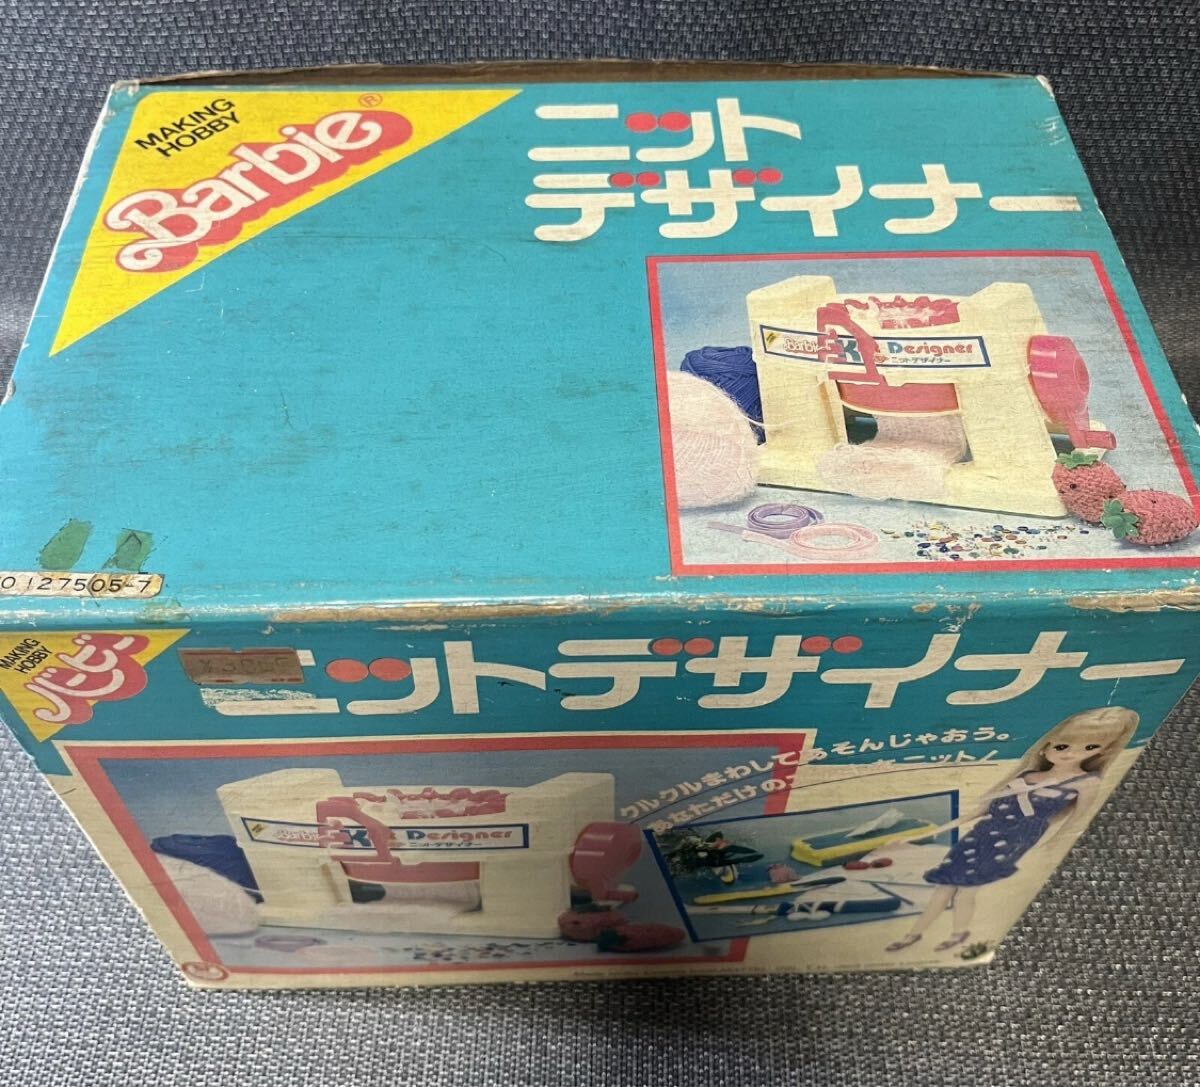 MAKING
HOBBY
Barbie®
ニット
デザイナー
Barbie
Designer
ニットデザイナー
127505-7
MAKING
HOBBY
バービー
ニットデザイナー
クルクルまわしてあそんじゃおう。
あなただけの
ニット!
Barbie
Designer
ニットデザイナー